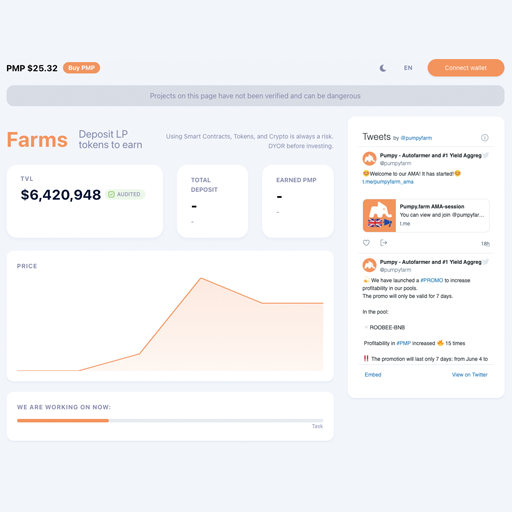 PMP $25.32
Buy PMP
EN
Connect wallet
Projects on this page have not been verified and can be dangerous
Farms
Deposit LP
tokens to earn
Using Smart Contracts, Tokens, and Crypto is always a risk.
DYOR before investing.
TVL
$6,420,948
AUDITED
TOTAL
DEPOSIT
-
-
EARNED PMP
-
-
PRICE
WE ARE WORKING ON NOW:
Task
Tweets by @pumpyfarm
Pumpy - Autofarmer and #1 Yield Aggreg
@pumpyfarm
😊Welcome to our AMA! It has started!😊
t.me/pumpyfarm_ama
Pumpy.farm AMA-session
You can view and join @pumpyfar...
t.me
18h
Pumpy - Autofarmer and #1 Yield Aggreg
@pumpyfarm
We have launched a #PROMO to increase
profitability in our pools.
The promo will only be valid for 7 days.
In the pool:
ROOBEE-BNB
Profitability in #PMP increased 🔥 15 times
‼️ The promotion will last only 7 days: from June 4 to
Embed
View on Twitter